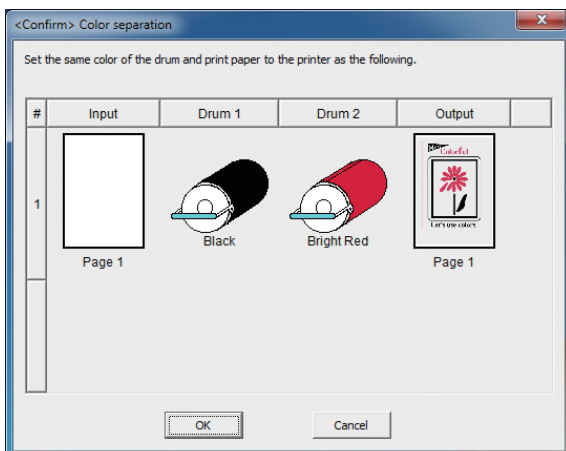 <Confirm> Color separation
Set the same color of the drum and print paper to the printer as the following.
# Input Drum 1 Drum 2 Output
1
Colorful
Let's use colors
Black
Bright Red
Page 1
Page 1
OK
Cancel